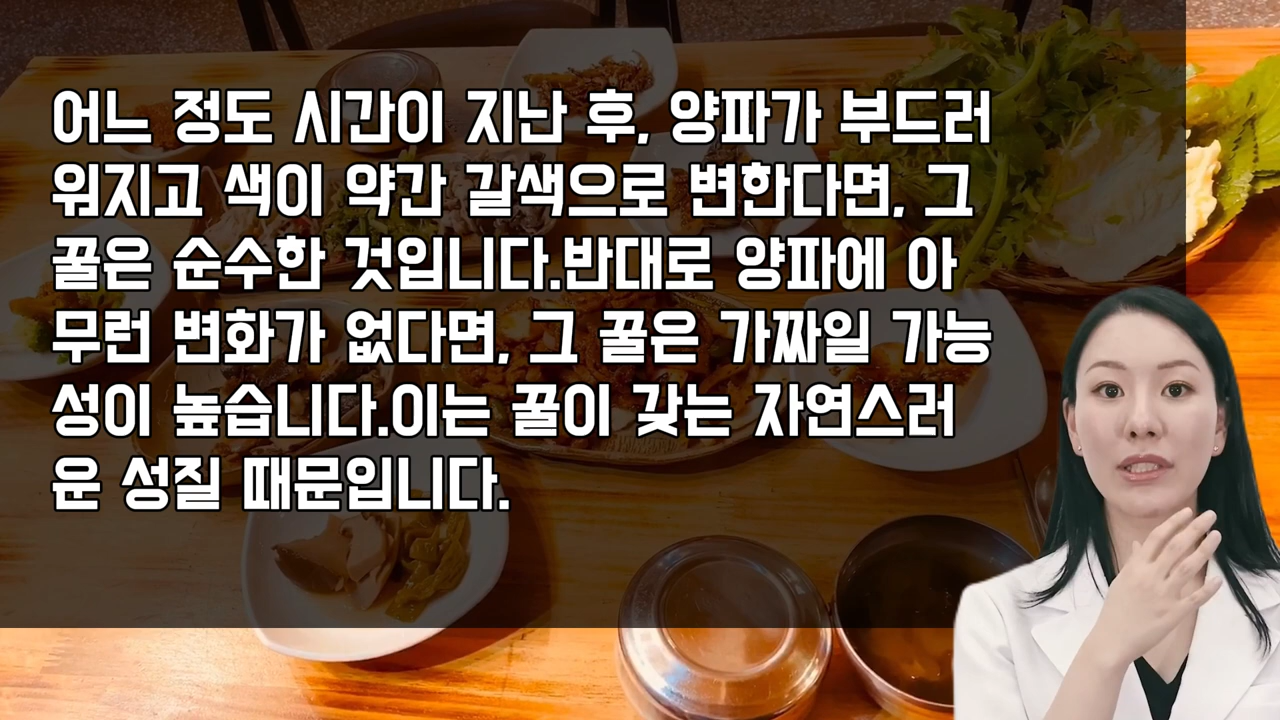 어느 정도 시간이 지난 후, 양파가 부드러
워지고 색이 약간 갈색으로 변한다면, 그
꿀은 순수한 것입니다.반대로 양파에 아
무런 변화가 없다면, 그 꿀은 가짜일 가능
성이 높습니다.이는 꿀이 갖는 자연스러
운 성질 때문입니다.